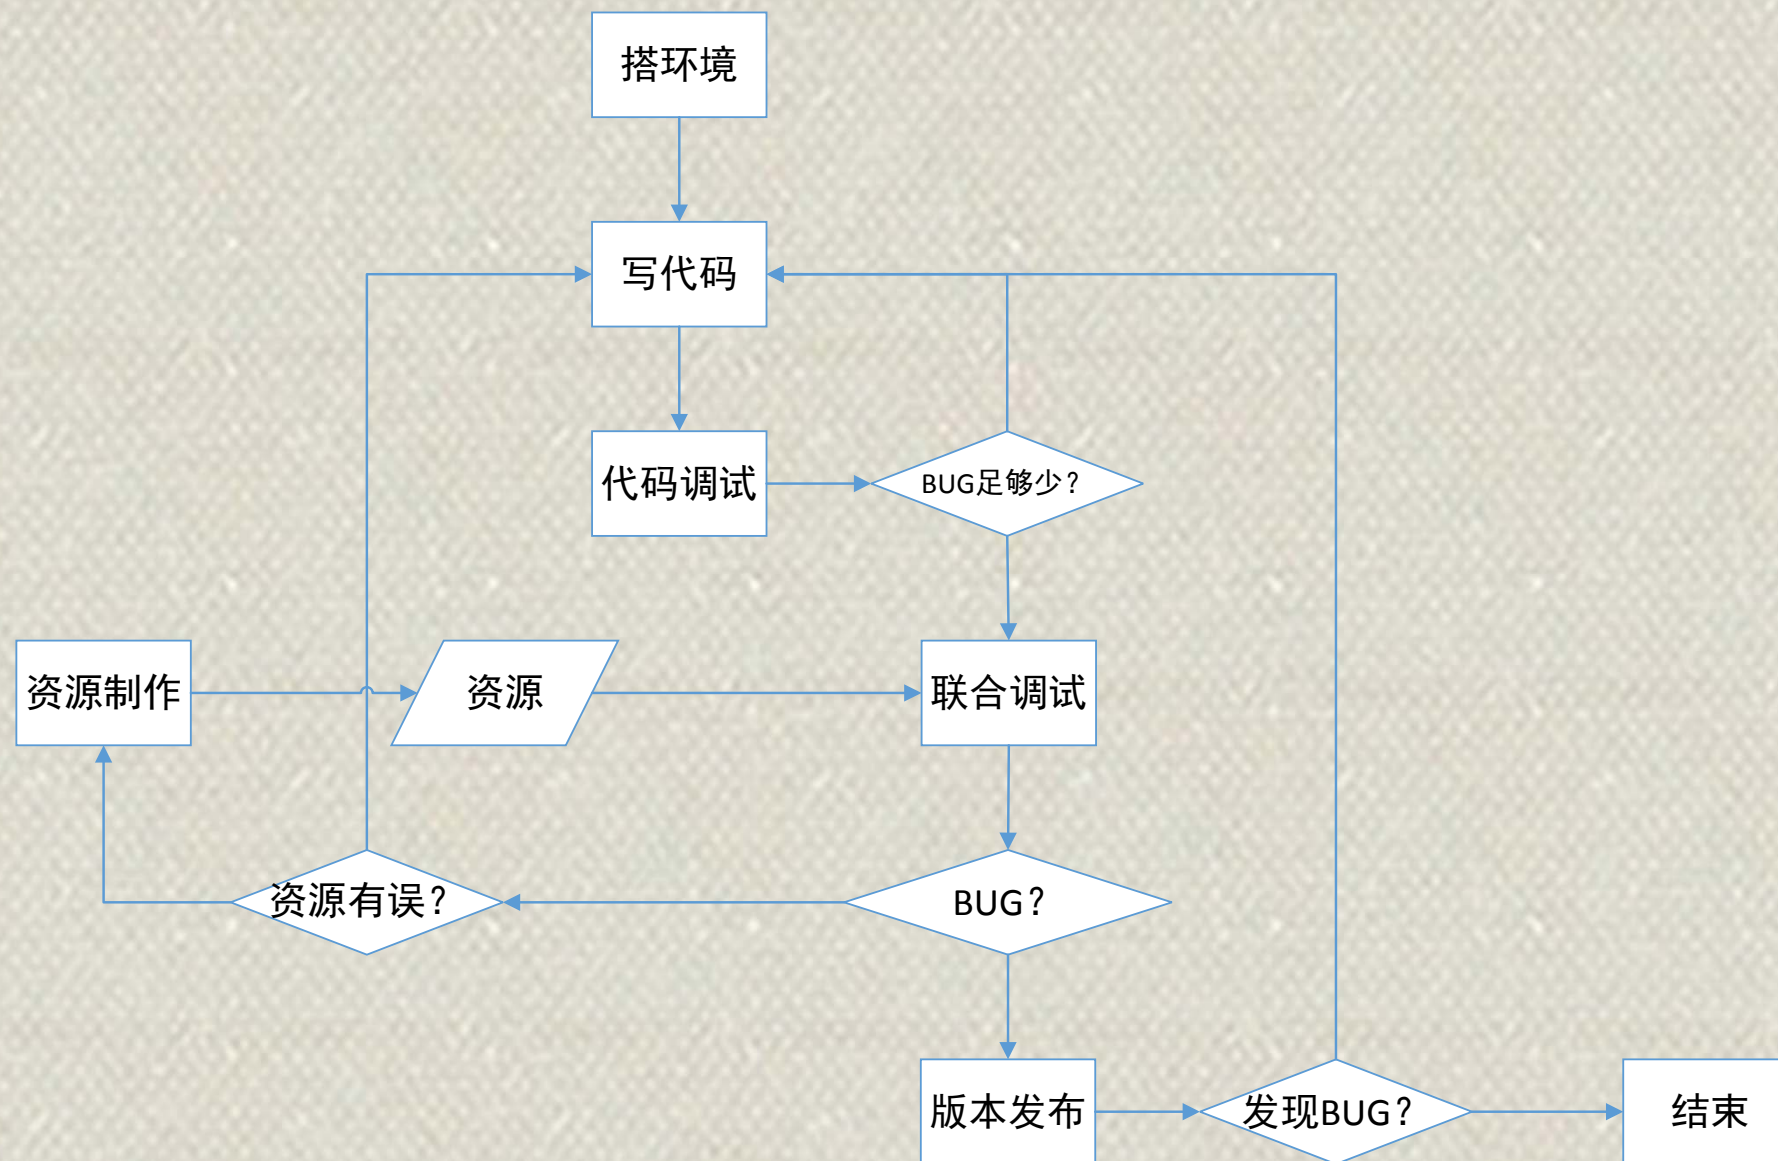 搭环境
写代码
代码调试
BUG足够少？
资源制作
资源
联合调试
资源有误？
BUG？
版本发布
发现BUG？
结束